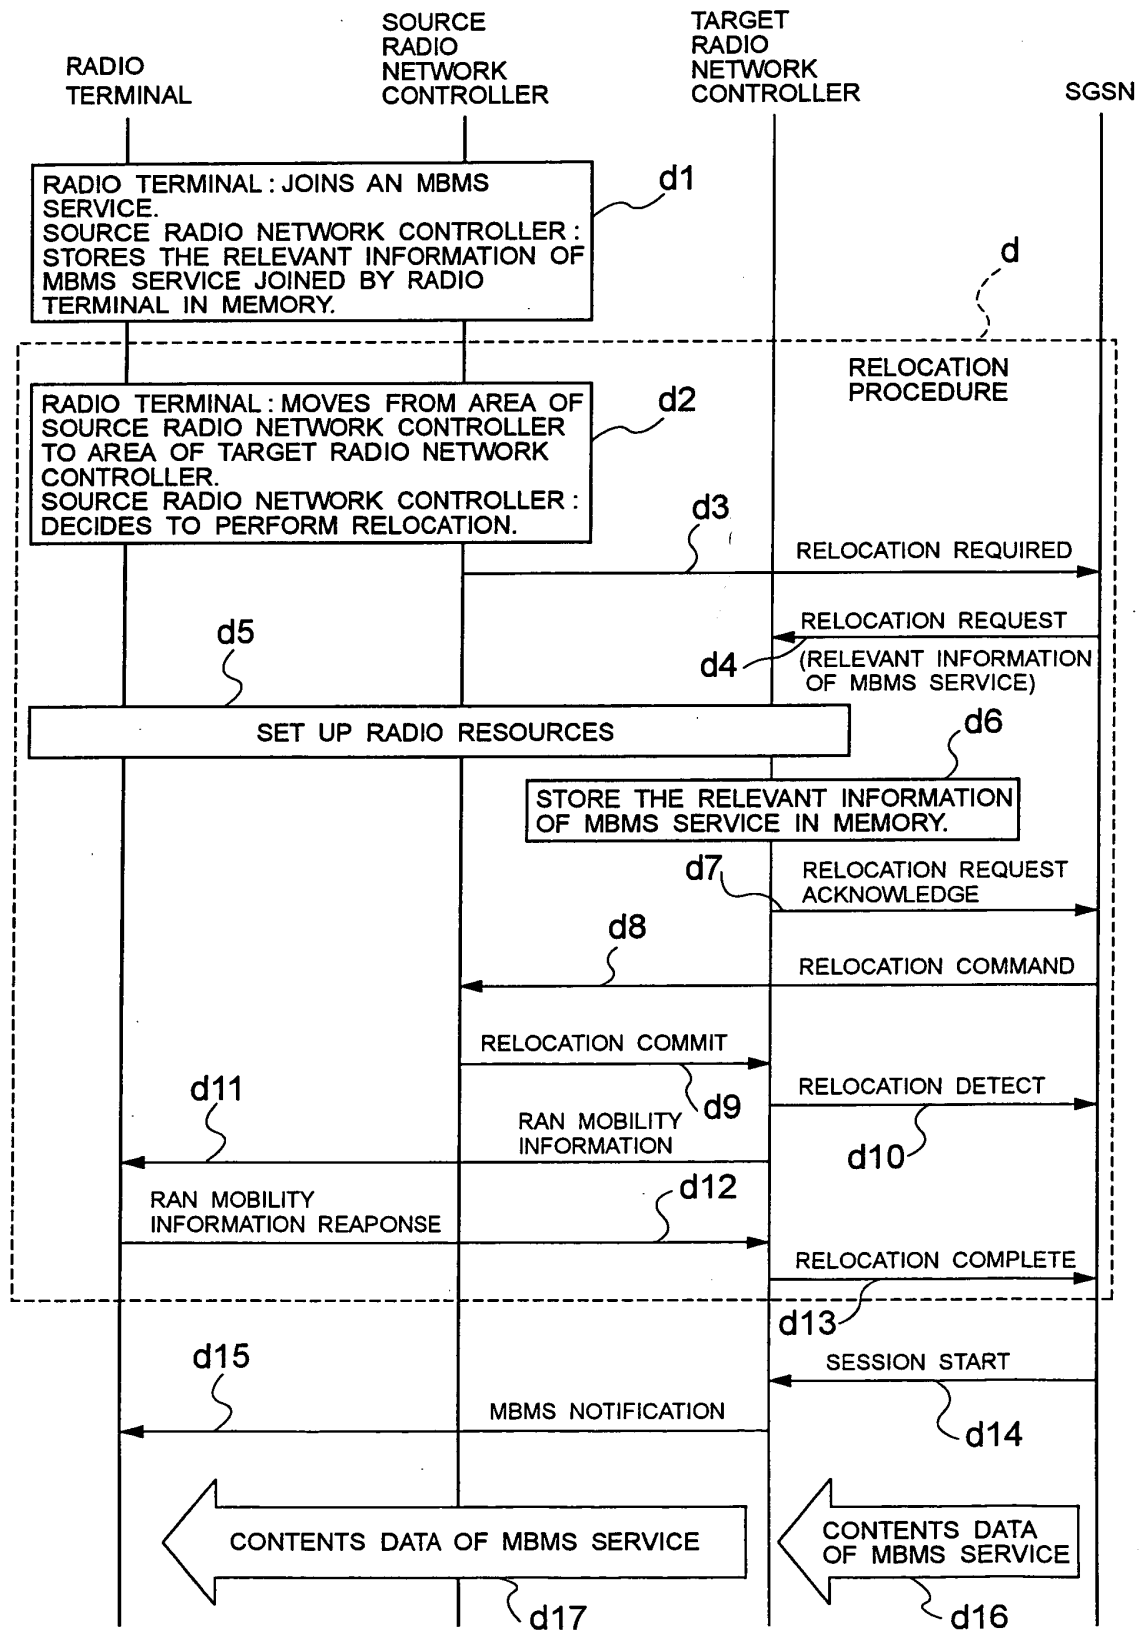 SOURCE
RADIO
NETWORK
CONTROLLER
TARGET
RADIO
NETWORK
CONTROLLER
RADIO
TERMINAL
SGSN
RADIO TERMINAL : JOINS AN MBMS
SERVICE.
SOURCE RADIO NETWORK CONTROLLER :
STORES THE RELEVANT INFORMATION OF
MBMS SERVICE JOINED BY RADIO
TERMINAL IN MEMORY.
d1
d
RELOCATION
PROCEDURE
RADIO TERMINAL : MOVES FROM AREA OF
SOURCE RADIO NETWORK CONTROLLER
TO AREA OF TARGET RADIO NETWORK
CONTROLLER.
SOURCE RADIO NETWORK CONTROLLER :
DECIDES TO PERFORM RELOCATION.
d2
d3
RELOCATION REQUIRED
RELOCATION REQUEST
d4
(RELEVANT INFORMATION
OF MBMS SERVICE)
d5
SET UP RADIO RESOURCES
d6
STORE THE RELEVANT INFORMATION
OF MBMS SERVICE IN MEMORY.
d7
RELOCATION REQUEST
ACKNOWLEDGE
d8
RELOCATION COMMAND
RELOCATION COMMIT
d9
RELOCATION DETECT
d10
d11
RAN MOBILITY
INFORMATION
d12
RAN MOBILITY
INFORMATION REAPONSE
RELOCATION COMPLETE
d13
SESSION START
d14
d15
MBMS NOTIFICATION
CONTENTS DATA OF MBMS SERVICE
d17
CONTENTS DATA
OF MBMS SERVICE
d16